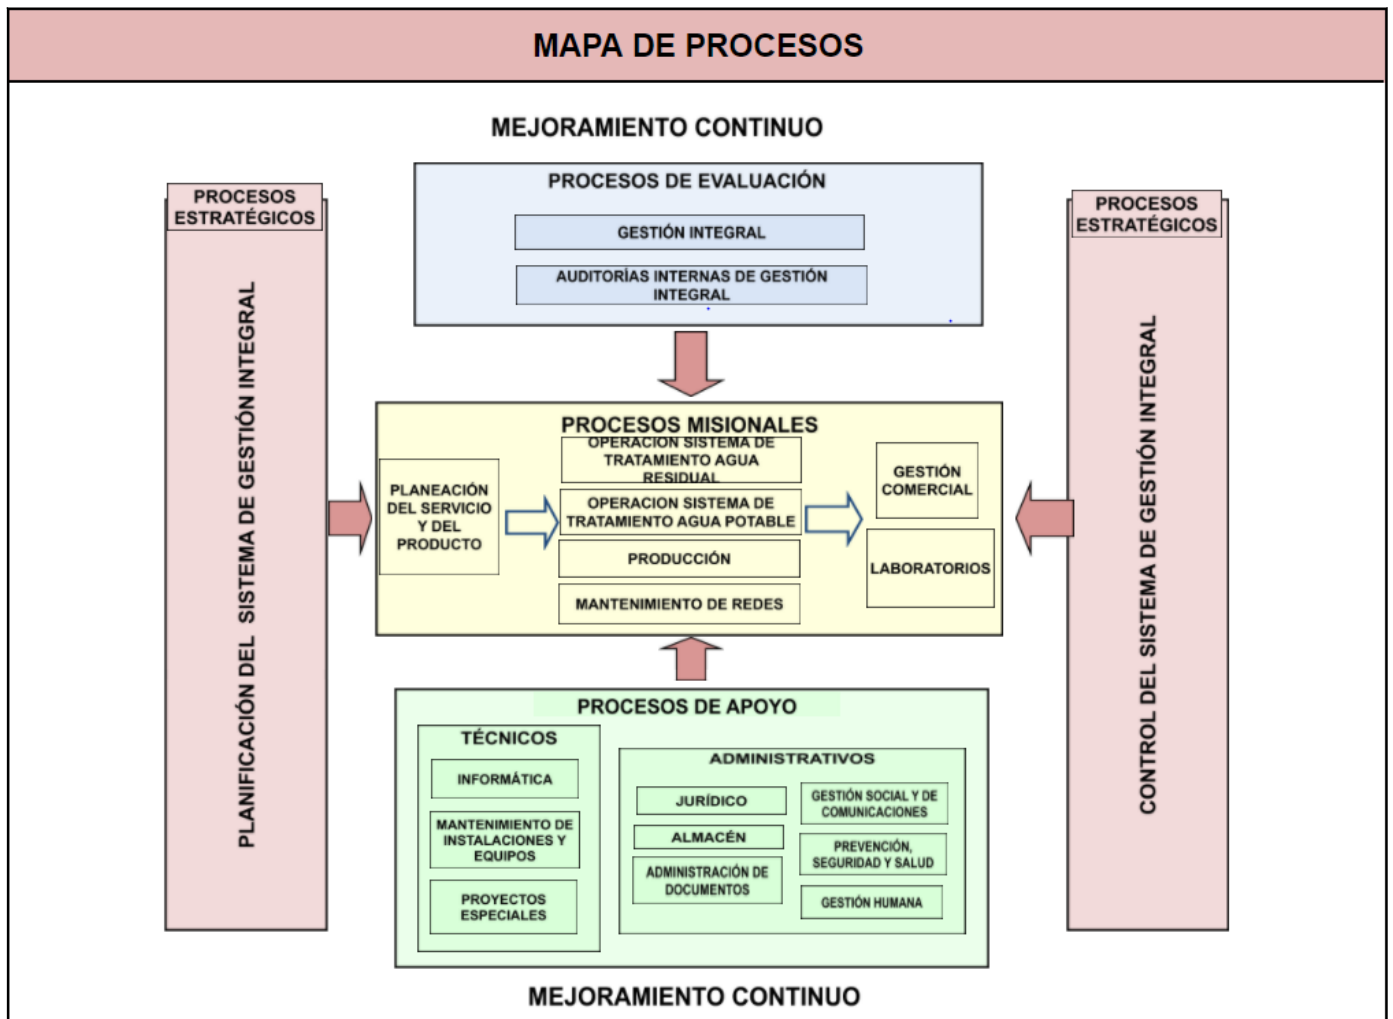 MAPA DE PROCESOS
MEJORAMIENTO CONTINUO
PROCESOS
ESTRATÉGICOS
PLANIFICACIÓN DEL SISTEMA DE GESTIÓN INTEGRAL
PROCESOS DE EVALUACIÓN
GESTIÓN INTEGRAL
AUDITORÍAS INTERNAS DE GESTIÓN
INTEGRAL
PROCESOS
ESTRATÉGICOS
CONTROL DEL SISTEMA DE GESTIÓN INTEGRAL
PROCESOS MISIONALES
PLANEACIÓN
DEL SERVICIO
Y DEL
PRODUCTO
OPERACION SISTEMA DE
TRATAMIENTO AGUA
RESIDUAL
OPERACION SISTEMA DE
TRATAMIENTO AGUA POTABLE
PRODUCCIÓN
MANTENIMIENTO DE REDES
GESTIÓN
COMERCIAL
LABORATORIOS
PROCESOS DE APOYO
TÉCNICOS
INFORMÁTICA
MANTENIMIENTO DE
INSTALACIONES Y
EQUIPOS
PROYECTOS
ESPECIALES
ADMINISTRATIVOS
JURÍDICO
ALMACÉN
ADMINISTRACIÓN DE
DOCUMENTOS
GESTIÓN SOCIAL Y DE
COMUNICACIONES
PREVENCIÓN,
SEGURIDAD Y SALUD
GESTIÓN HUMANA
MEJORAMIENTO CONTINUO